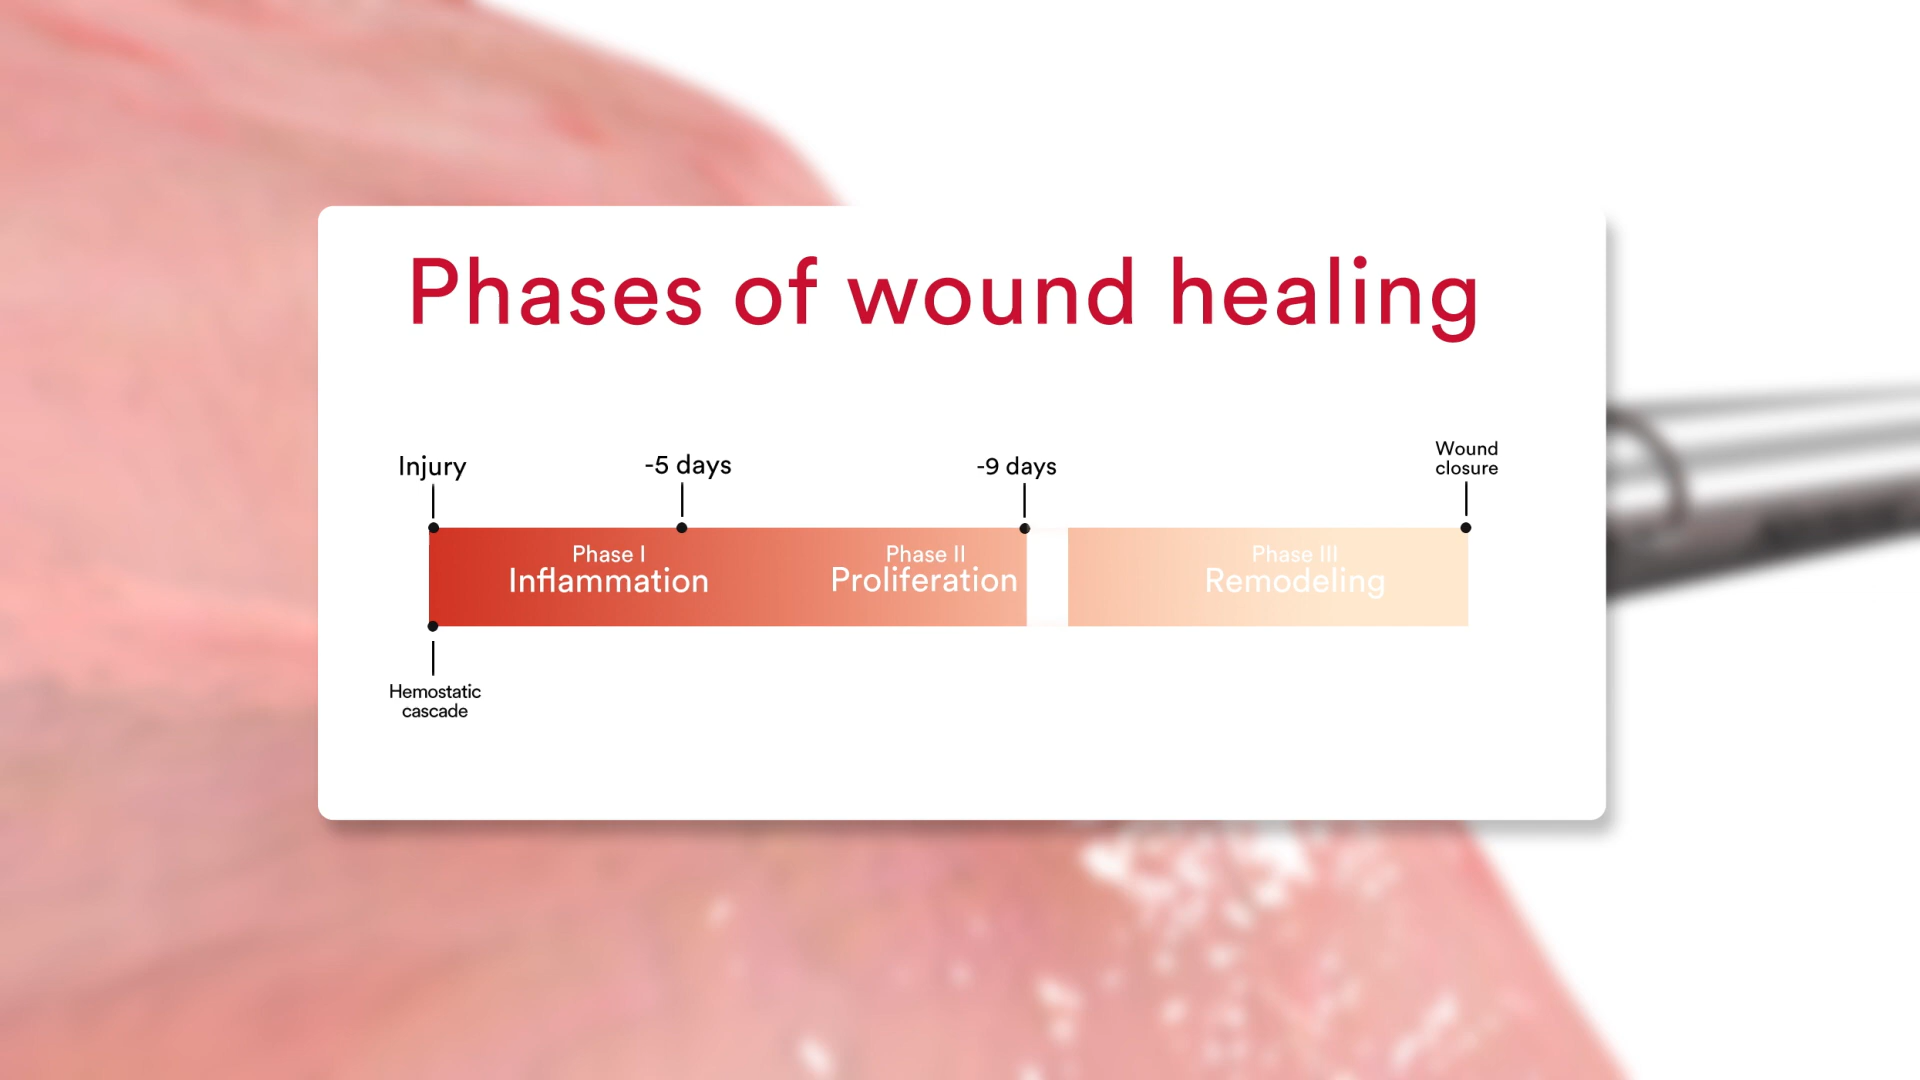 Phases of wound healing
Injury
-5 days
-9 days
Wound
closure
Phase I
Inflammation
Phase II
Proliferation
Phase III
Remodeling
Hemostatic
cascade